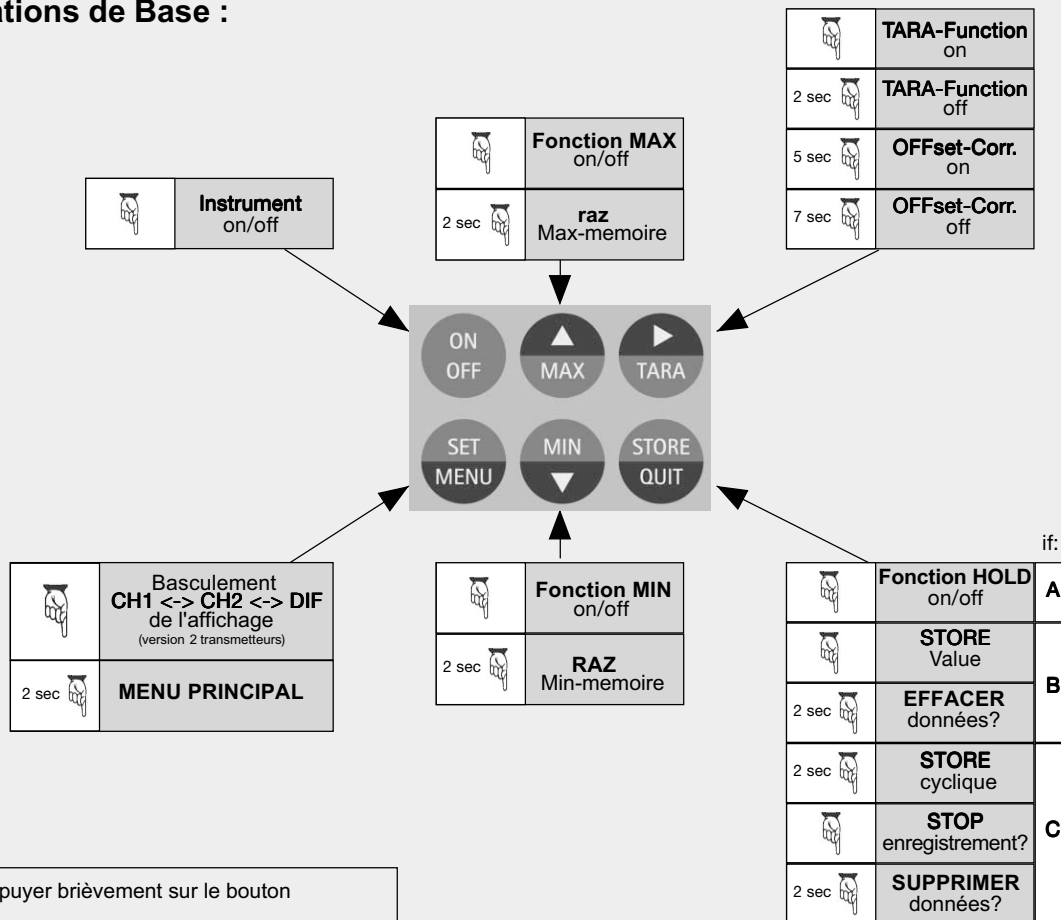 ations de Base :
TARA-Function
on
2 sec
TARA-Function
off
5 sec
OFFset-Corr.
on
7 sec
OFFset-Corr.
off
Fonction MAX
on/off
2 sec
raz
Max-memoire
Instrument
on/off
ON
OFF
MAX
TARA
SET
MENU
MIN
STORE
QUIT
Basculement
CH1 <-> CH2 <-> DIF
de l'affichage
(version 2 transmetteurs)
2 sec
MENU PRINCIPAL
Fonction MIN
on/off
2 sec
RAZ
Min-memoire
if:
Fonction HOLD
on/off
A
STORE
Value
B
2 sec
EFFACER
données?
2 sec
STORE
cyclique
STOP
enregistrement?
C
2 sec
SUPPRIMER
données?
puyer brièvement sur le bouton